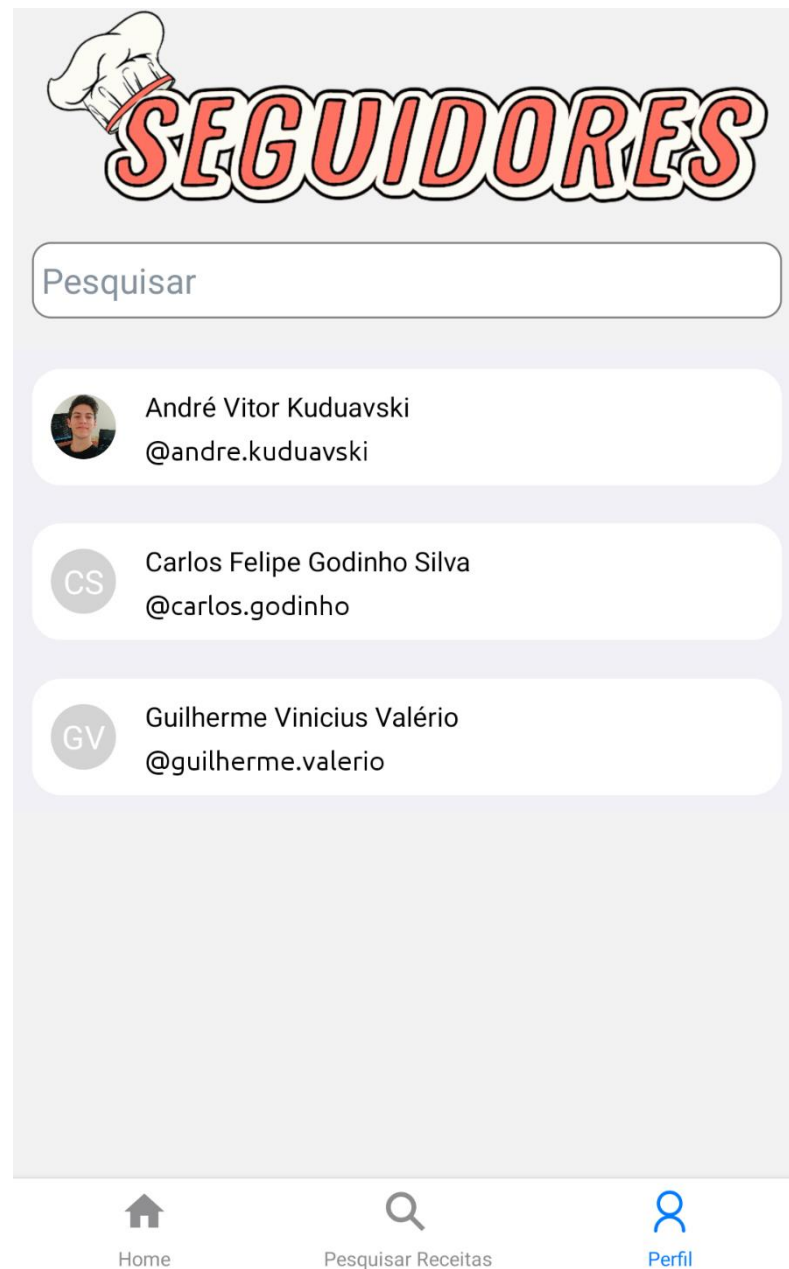 SEGUIDORES
Pesquisar
André Vitor Kuduavski
@andre.kuduavski
CS
Carlos Felipe Godinho Silva
@carlos.godinho
GV
Guilherme Vinicius Valério
@guilherme.valerio
Home
Pesquisar Receitas
Perfil